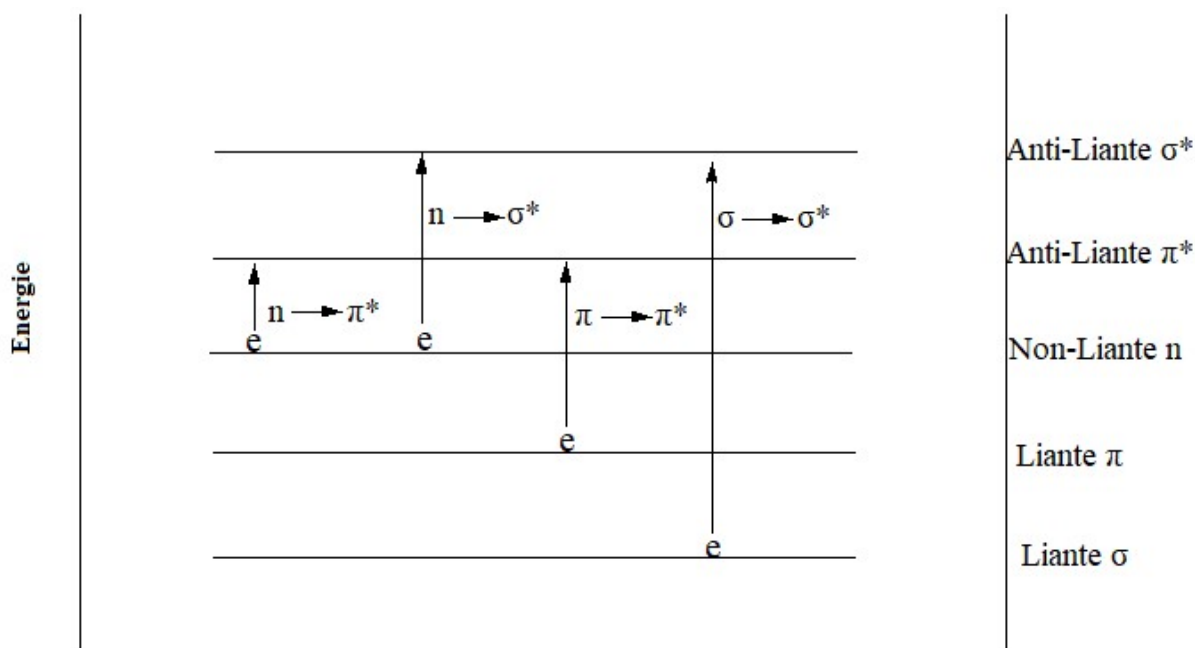 Anti-Liante σ*
n → σ*
σ → σ*
Anti-Liante π*
n → π*
π → π*
Energie
e
e
Non-Liante n
e
Liante π
e
Liante σ